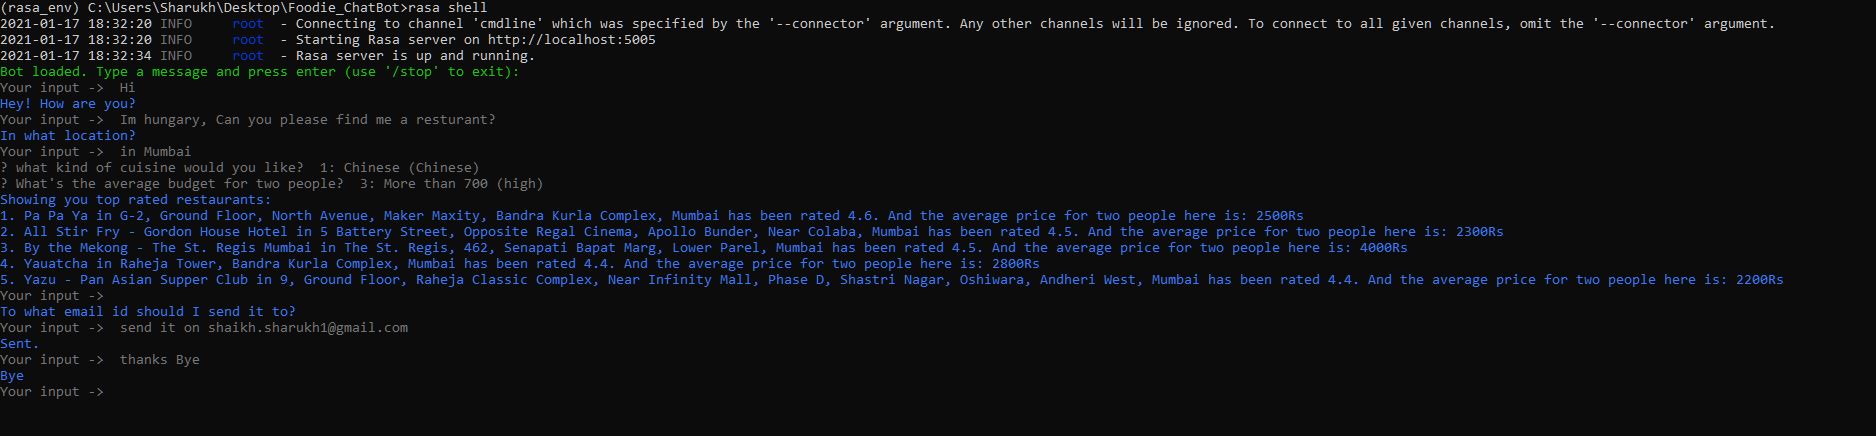 (rasa_env) C:\Users\Sharukh\Desktop\Foodie_ChatBot>rasa shell
2021-01-17 18:32:20 INFO     root  - Connecting to channel 'cmdline' which was specified by the '--connector' argument. Any other channels will be ignored. To connect to all given channels, omit the '--connector' argument.
2021-01-17 18:32:20 INFO     root  - Starting Rasa server on http://localhost:5005
2021-01-17 18:32:34 INFO     root  - Rasa server is up and running.
Bot loaded. Type a message and press enter (use '/stop' to exit):
Your input ->  Hi
Hey! How are you?
Your input ->  Im hungary, Can you please find me a resturant?
In what location?
Your input ->  in Mumbai
? what kind of cuisine would you like?  1: Chinese (Chinese)
? What's the average budget for two people?  3: More than 700 (high)
Showing you top rated restaurants:
1. Pa Pa Ya in G-2, Ground Floor, North Avenue, Maker Maxity, Bandra Kurla Complex, Mumbai has been rated 4.6. And the average price for two people here is: 2500Rs
2. All Stir Fry - Gordon House Hotel in 5 Battery Street, Opposite Regal Cinema, Apollo Bunder, Near Colaba, Mumbai has been rated 4.5. And the average price for two people here is: 2300Rs
3. By the Mekong - The St. Regis Mumbai in The St. Regis, 462, Senapati Bapat Marg, Lower Parel, Mumbai has been rated 4.5. And the average price for two people here is: 4000Rs
4. Yauatcha in Raheja Tower, Bandra Kurla Complex, Mumbai has been rated 4.4. And the average price for two people here is: 2800Rs
5. Yazu - Pan Asian Supper Club in 9, Ground Floor, Raheja Classic Complex, Near Infinity Mall, Phase D, Shastri Nagar, Oshiwara, Andheri West, Mumbai has been rated 4.4. And the average price for two people here is: 2200Rs
Your input ->
To what email id should I send it to?
Your input ->  send it on shaikh.sharukh1@gmail.com
Sent.
Your input ->  thanks Bye
Bye
Your input ->